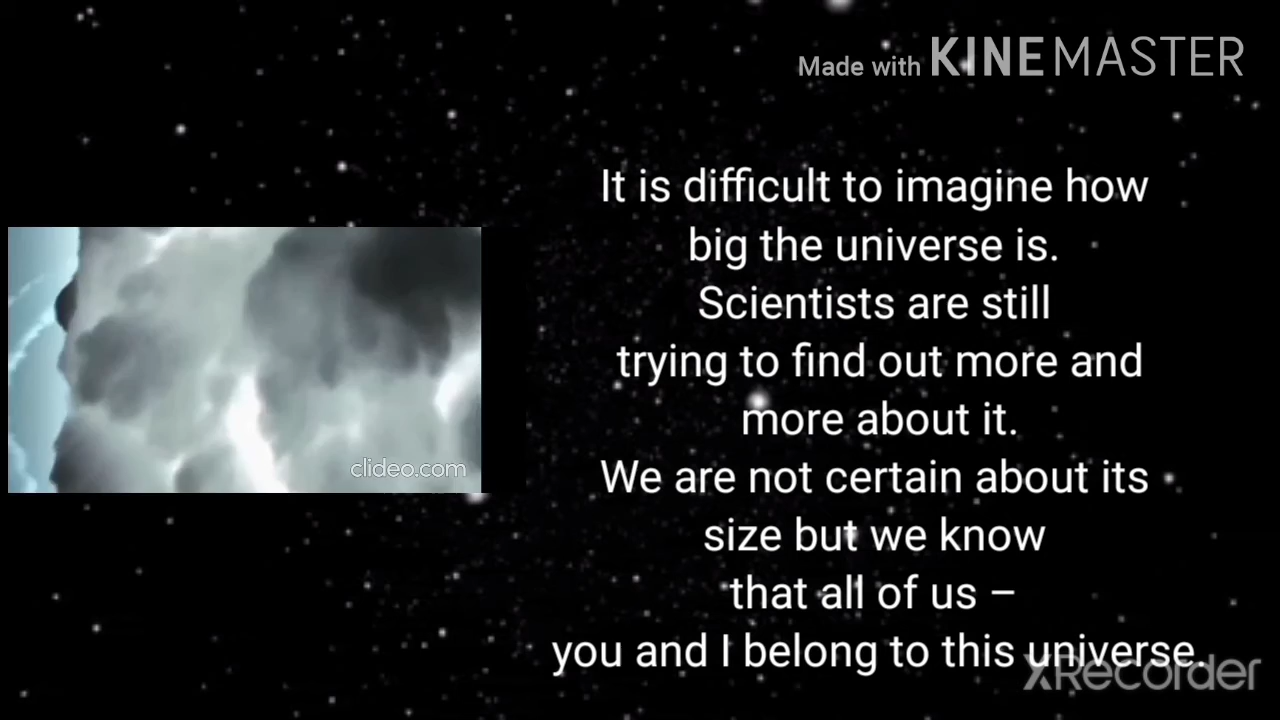 Made with KINEMASTER
It is difficult to imagine how
big the universe is.
Scientists are still
trying to find out more and
more about it.
We are not certain about its
size but we know
that all of us –
you and I belong to this universe.
clideo.com
XRecorder